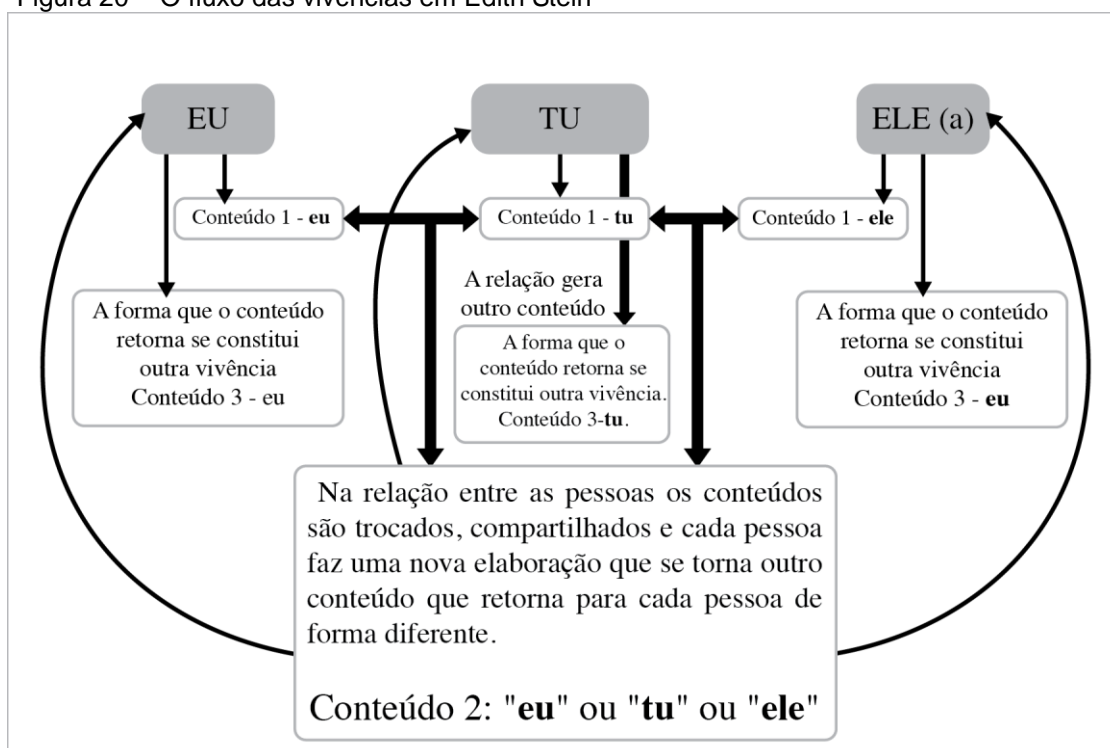 Figura 20 – O fluxo das vivências em Edith Stein
EU
TU
ELE (a)
Conteúdo 1 - eu
Conteúdo 1 - tu
Conteúdo 1 - ele
A forma que o conteúdo
retorna se constitui
outra vivência
Conteúdo 3 - eu
A relação gera
outro conteúdo
A forma que o
conteúdo retorna se
constitui outra vivência.
Conteúdo 3-tu.
A forma que o conteúdo
retorna se constitui
outra vivência
Conteúdo 3 - eu
Na relação entre as pessoas os conteúdos
são trocados, compartilhados e cada pessoa
faz uma nova elaboração que se torna outro
conteúdo que retorna para cada pessoa de
forma diferente.
Conteúdo 2: "eu" ou "tu" ou "ele"